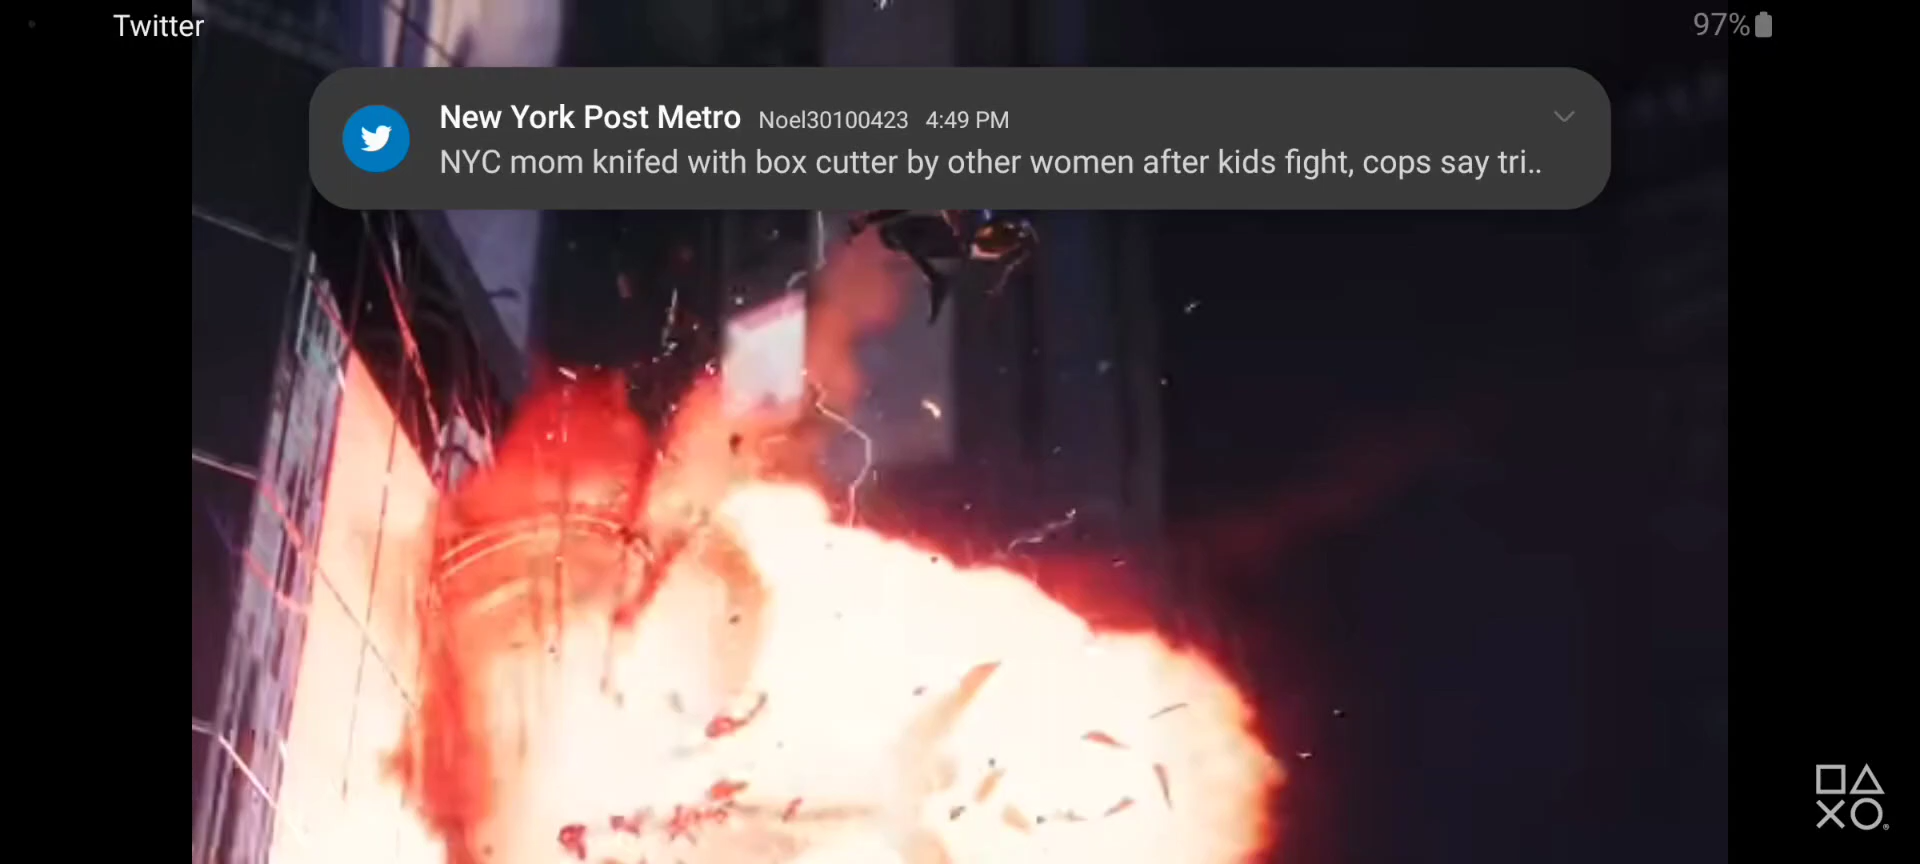 Twitter
97%
New York Post Metro Noel30100423 4:49 PM
NYC mom knifed with box cutter by other women after kids fight, cops say tri..